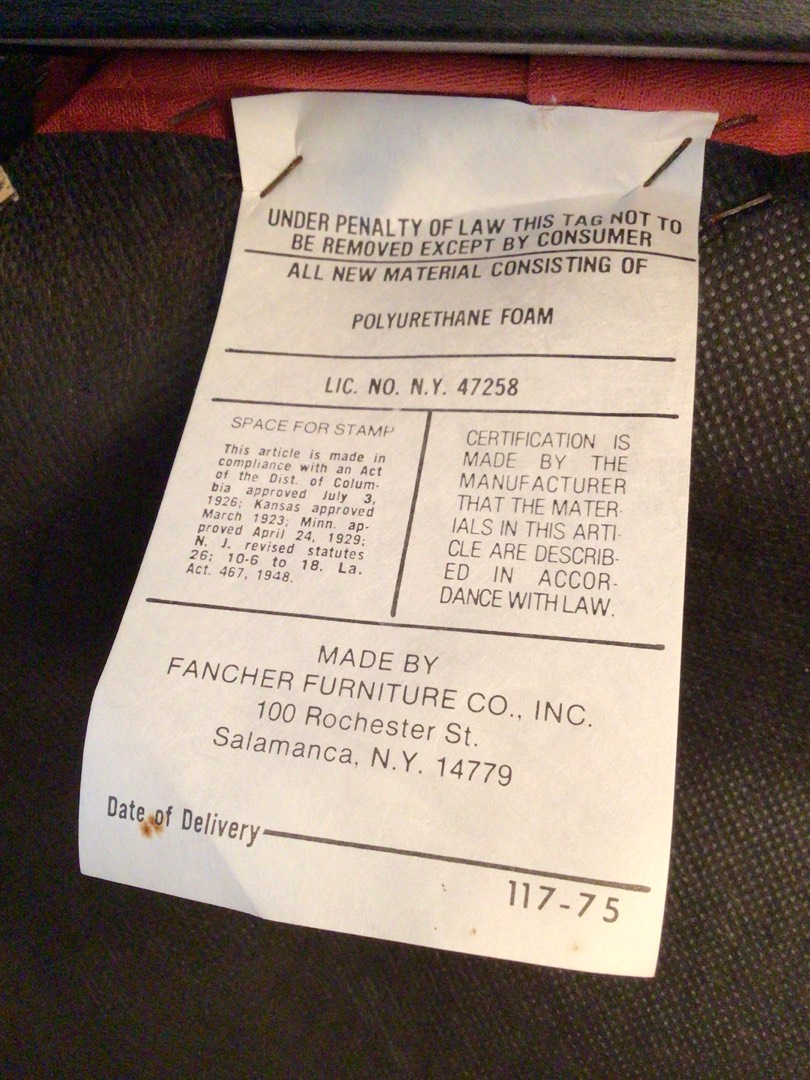 UNDER PENALTY OF LAW THIS TAG NOT TO
BE REMOVED EXCEPT BY CONSUMER
ALL NEW MATERIAL CONSISTING OF
POLYURETHANE FOAM
LIC. NO. N.Y. 47258
SPACE FOR STAMP
This article is made in
compliance with an Act
of the Dist. of Colum-
bia approved July 3,
1926; Kansas approved
March 1923; Minn. ap-
proved April 24, 1929;
N. J. revised statutes
26; 10-6 to 18. La.
Act. 467, 1948.
CERTIFICATION IS
MADE BY THE
MANUFACTURER
THAT THE MATER-
IALS IN THIS ARTI-
CLE ARE DESCRIB-
ED IN ACCOR-
DANCE WITH LAW.
MADE BY
FANCHER FURNITURE CO., INC.
100 Rochester St.
Salamanca, N.Y. 14779
Date of Delivery
117-75